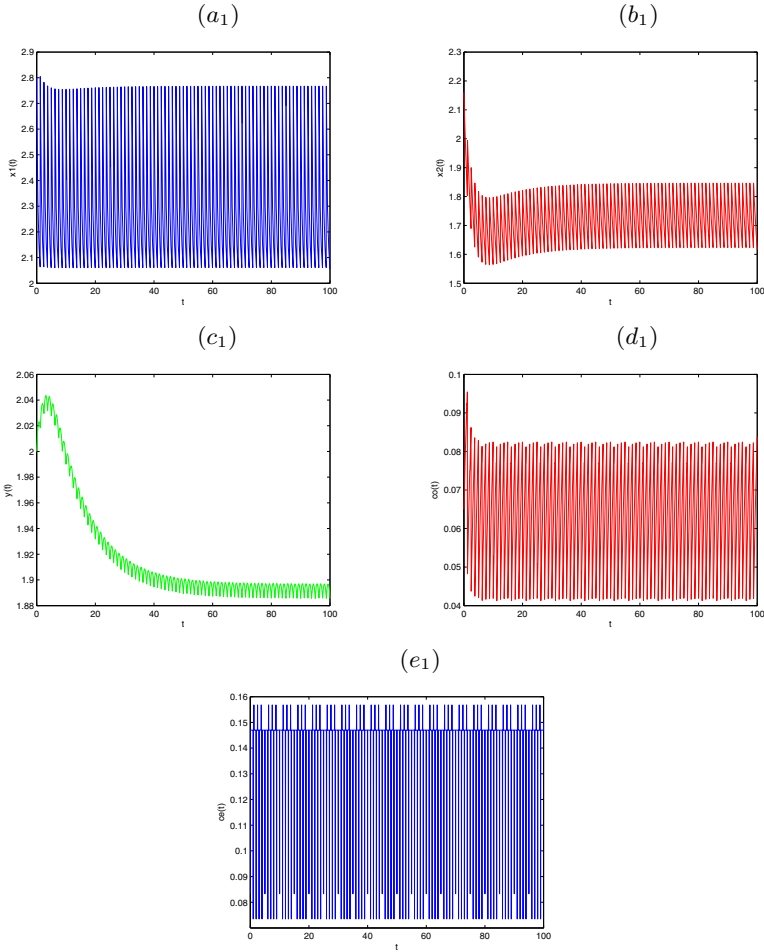 (a1) (b1)
2.9
2.8
2.7
2.6
2.5
2.4
2.3
2.2
2.1
2
x1(t)
0 20 40 60 80 100
t
2.3
2.2
2.1
2
1.9
1.8
1.7
1.6
1.5
x2(t)
0 20 40 60 80 100
t
(c1) (d1)
2.06
2.04
2.02
2
1.98
1.96
1.94
1.92
1.9
1.88
y(t)
0 20 40 60 80 100
t
0.1
0.09
0.08
0.07
0.06
0.05
0.04
co(t)
0 20 40 60 80 100
t
(e1)
0.16
0.15
0.14
0.13
0.12
0.11
0.1
0.09
0.08
ce(t)
0 20 40 60 80 100
t